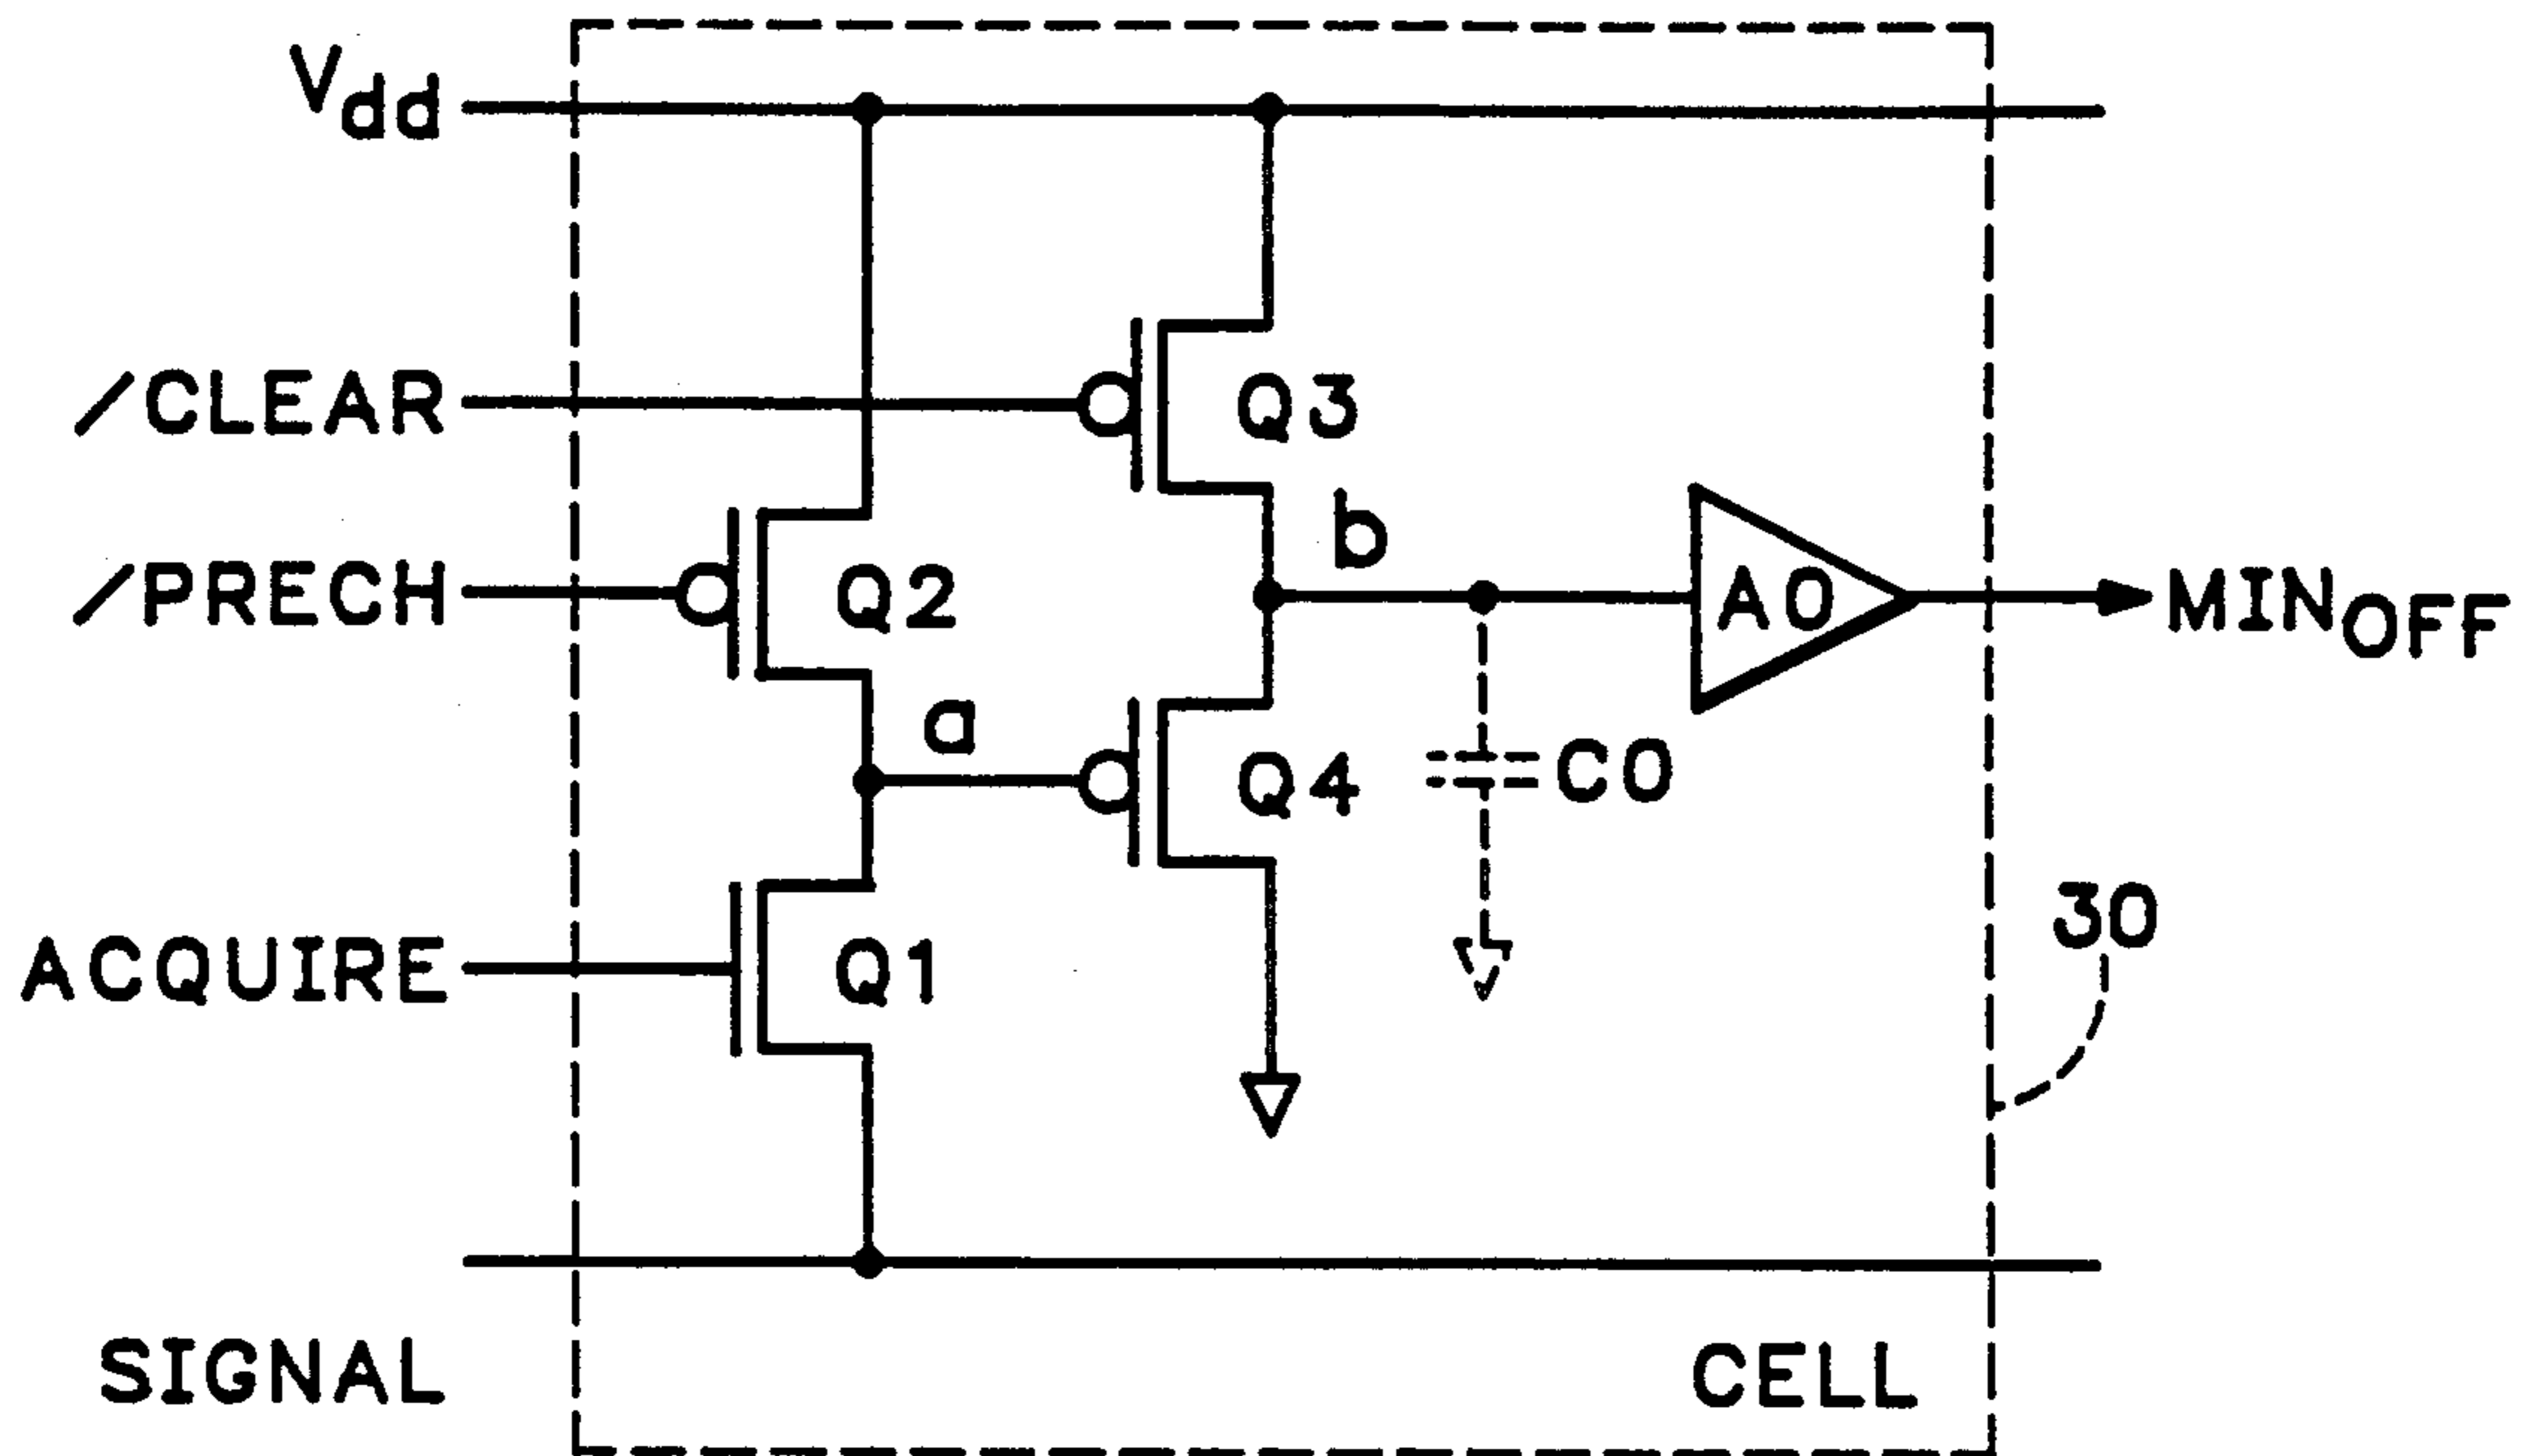 Vdd
/CLEAR
Q3
b
/PRECH
Q2
A0
MINOFF
a
Q4
C0
30
ACQUIRE
Q1
SIGNAL
CELL